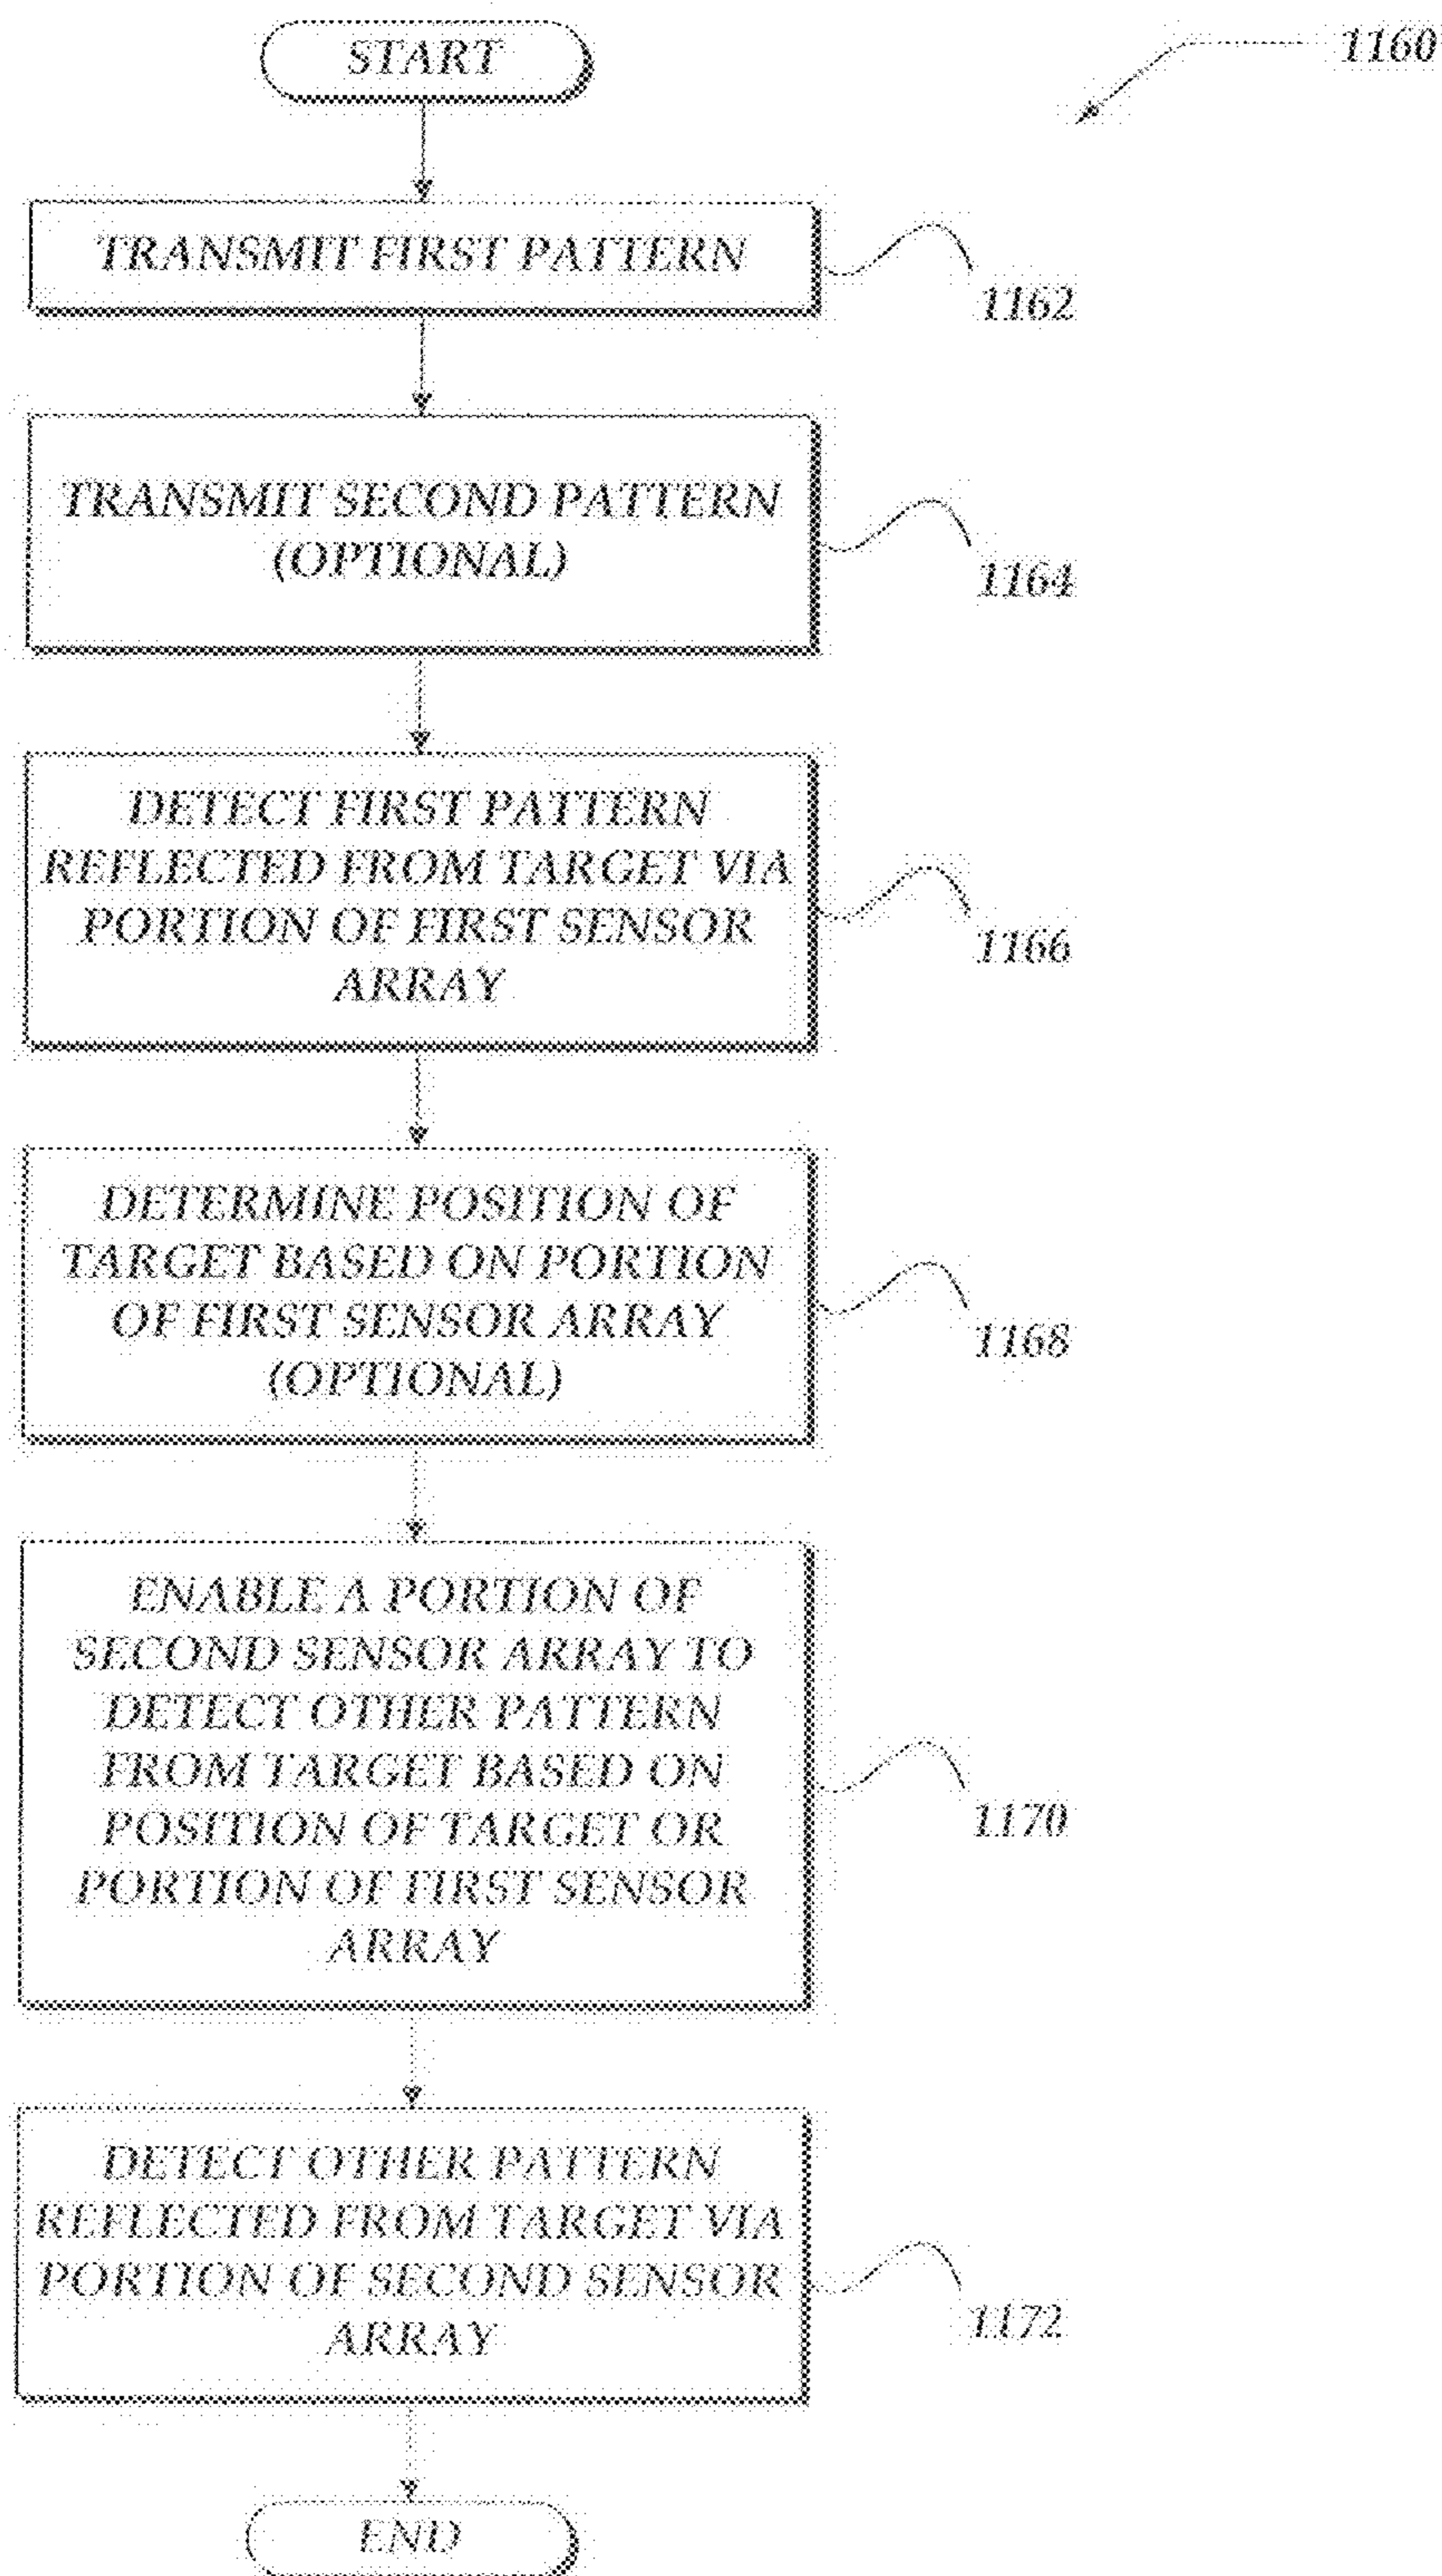 START
1160
TRANSMIT FIRST PATTERN
1162
TRANSMIT SECOND PATTERN
(OPTIONAL)
1164
DETECT FIRST PATTERN
REFLECTED FROM TARGET VIA
PORTION OF FIRST SENSOR
ARRAY
1166
DETERMINE POSITION OF
TARGET BASED ON PORTION
OF FIRST SENSOR ARRAY
(OPTIONAL)
1168
ENABLE A PORTION OF
SECOND SENSOR ARRAY TO
DETECT OTHER PATTERN
FROM TARGET BASED ON
POSITION OF TARGET OR
PORTION OF FIRST SENSOR
ARRAY
1170
DETECT OTHER PATTERN
REFLECTED FROM TARGET VIA
PORTION OF SECOND SENSOR
ARRAY
1172
END